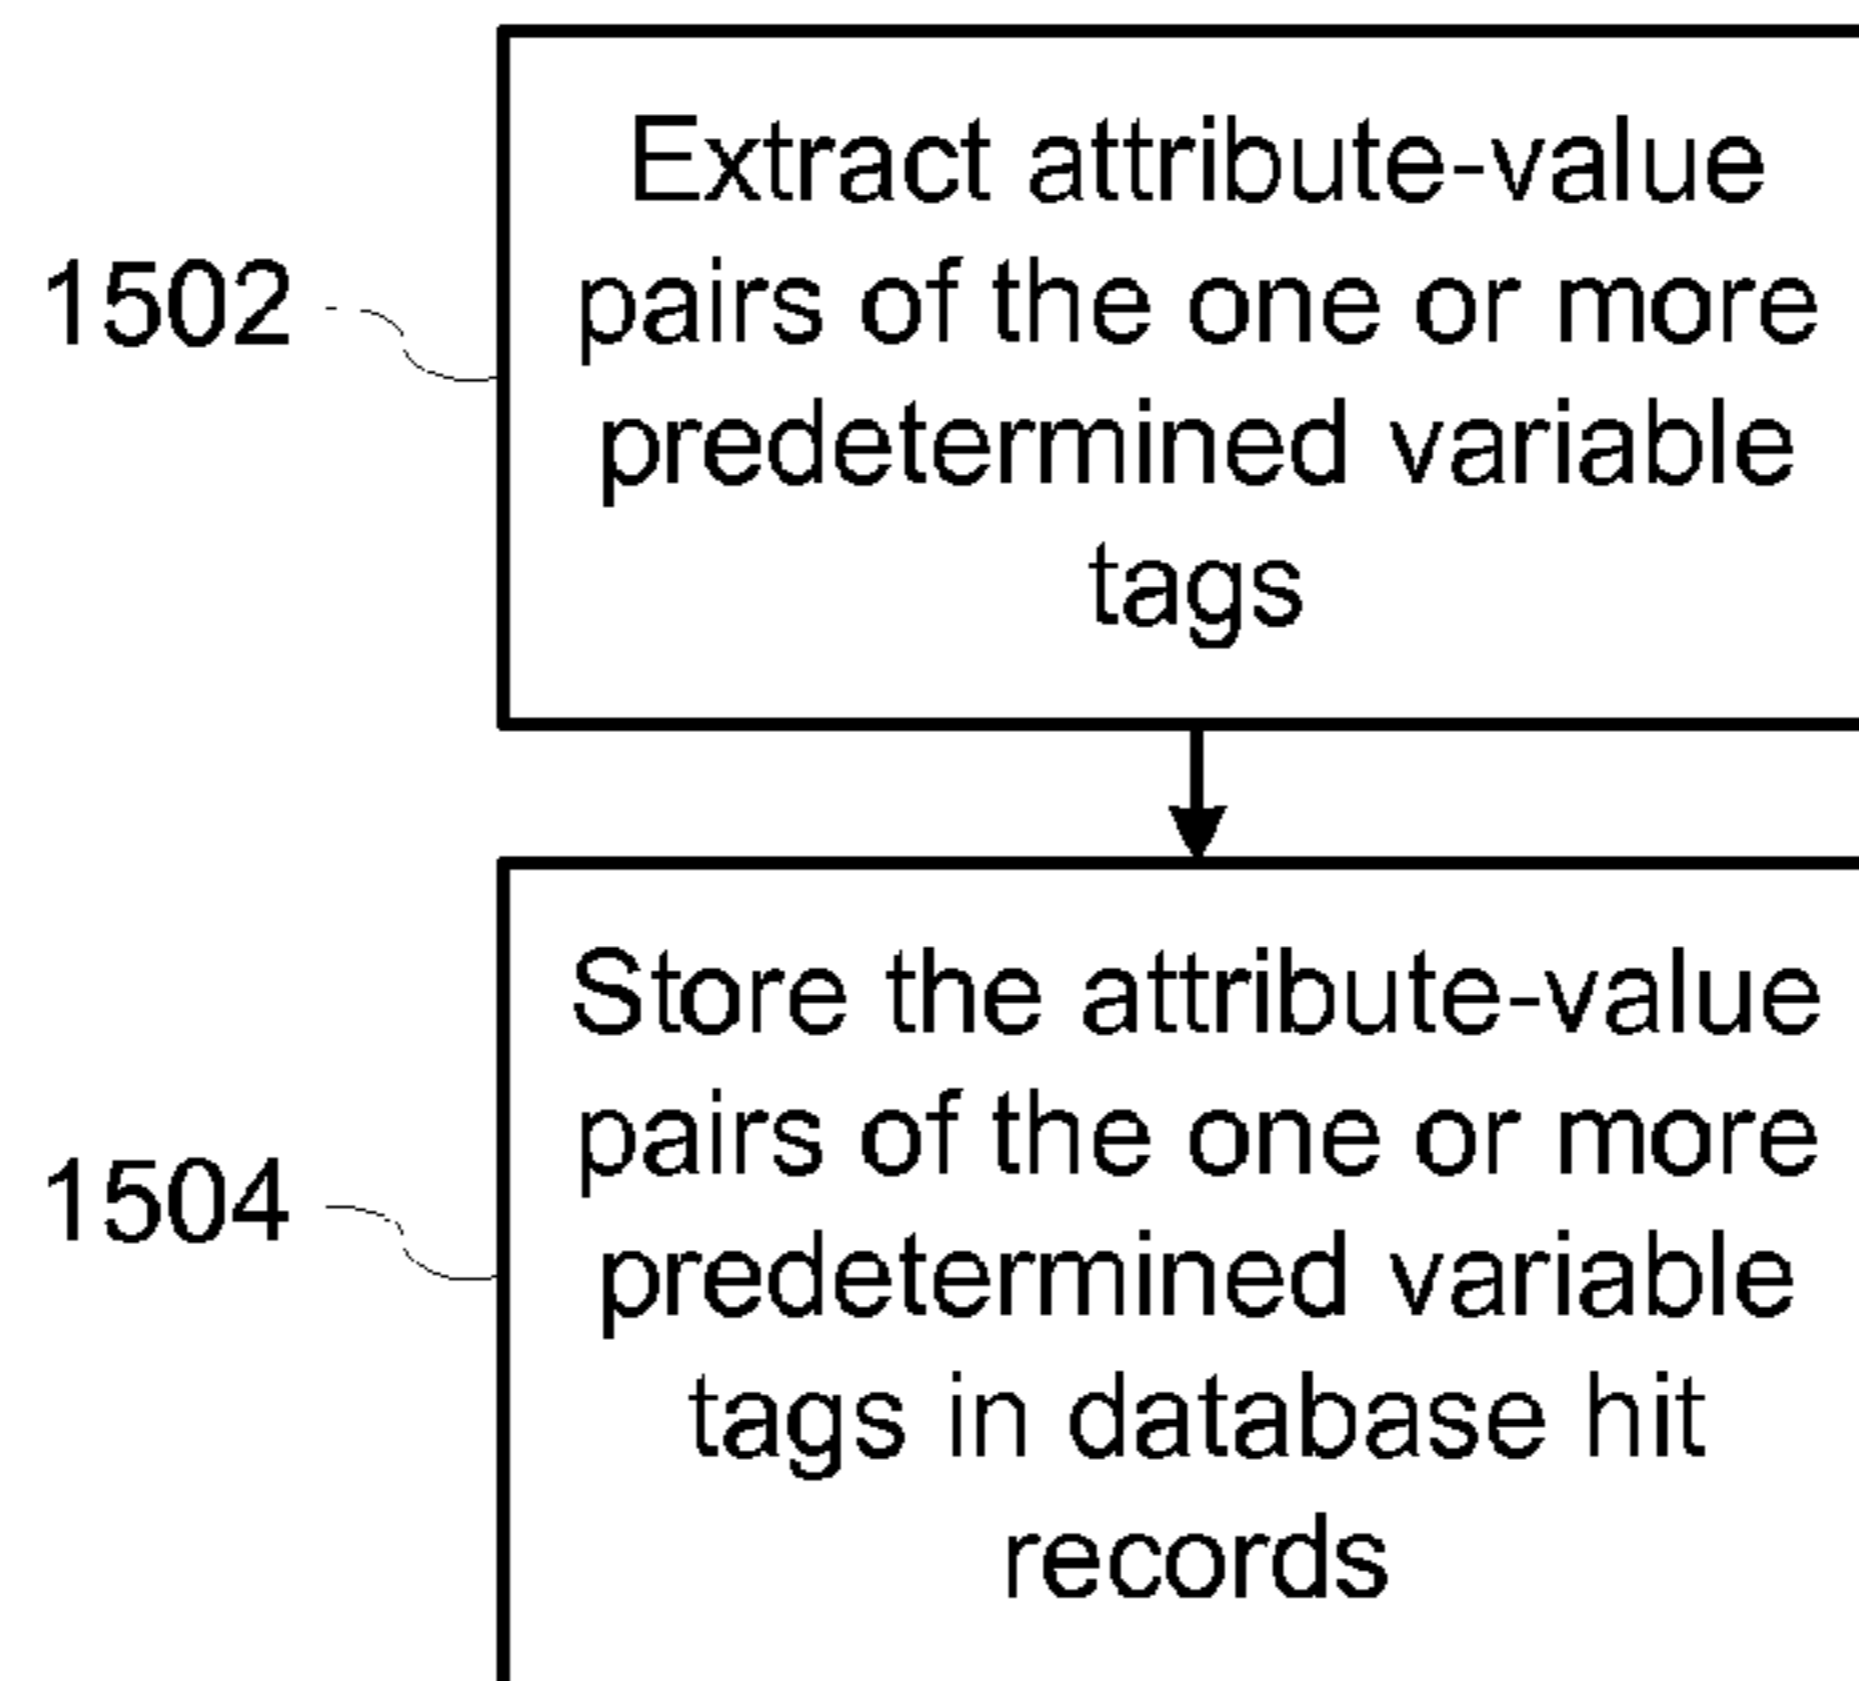 Extract attribute-value
1502
pairs of the one or more
predetermined variable
tags
Store the attribute-value
pairs of the one or more
1504
predetermined variable
tags in database hit
records